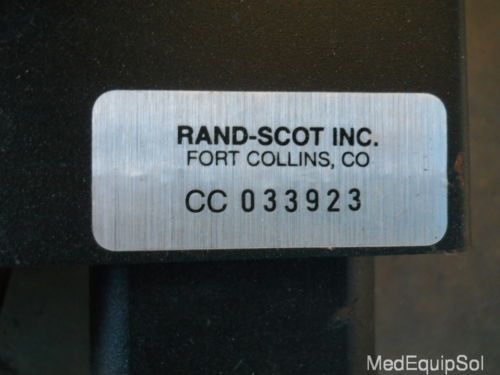 RAND-SCOT INC.
FORT COLLINS, CO
CC 033923
MedEquipSol